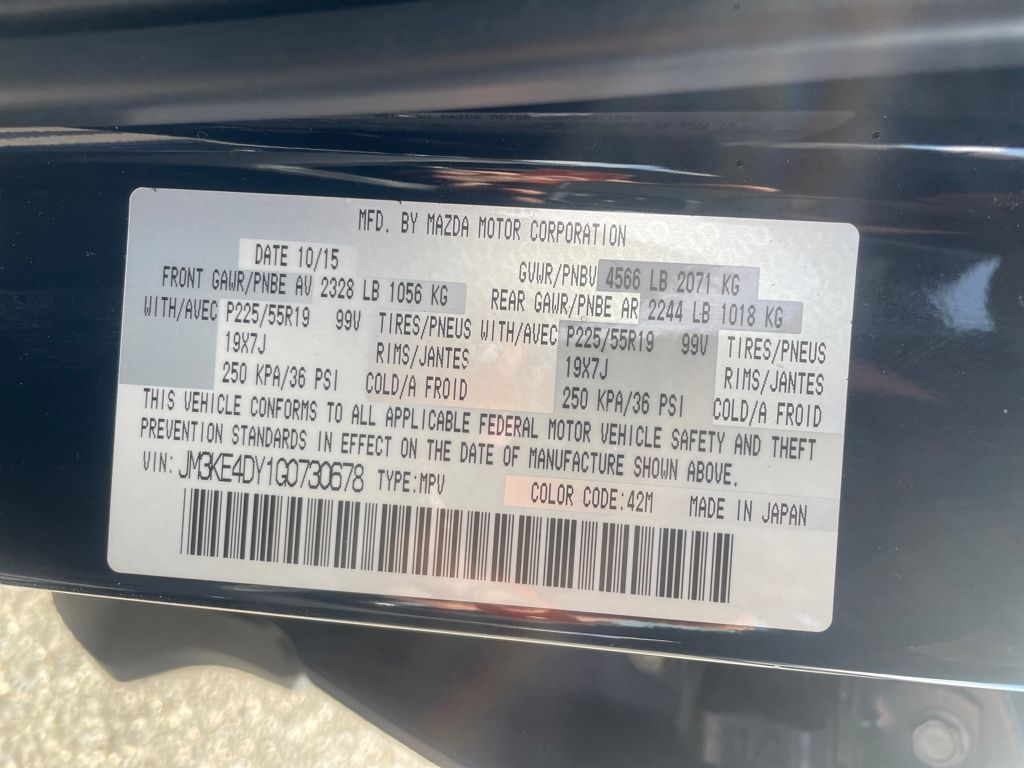 MFD. BY MAZDA MOTOR CORPORATION
DATE 10/15 GVWR/PNBV 4566 LB 2071 KG
FRONT GAWR/PNBE AV 2328 LB 1056 KG REAR GAWR/PNBE AR 2244 LB 1018 KG
WITH/AVEC P225/55R19 99V TIRES/PNEUS WITH/AVEC P225/55R19 99V TIRES/PNEUS
19X7J RIMS/JANTES 19X7J RIMS/JANTES
250 KPA/36 PSI COLD/A FROID 250 KPA/36 PSI COLD/A FROID
THIS VEHICLE CONFORMS TO ALL APPLICABLE FEDERAL MOTOR VEHICLE SAFETY AND THEFT
PREVENTION STANDARDS IN EFFECT ON THE DATE OF MANUFACTURE SHOWN ABOVE.
VIN: JM3KE4DY1G0730678 TYPE:MPV COLOR CODE:42M MADE IN JAPAN